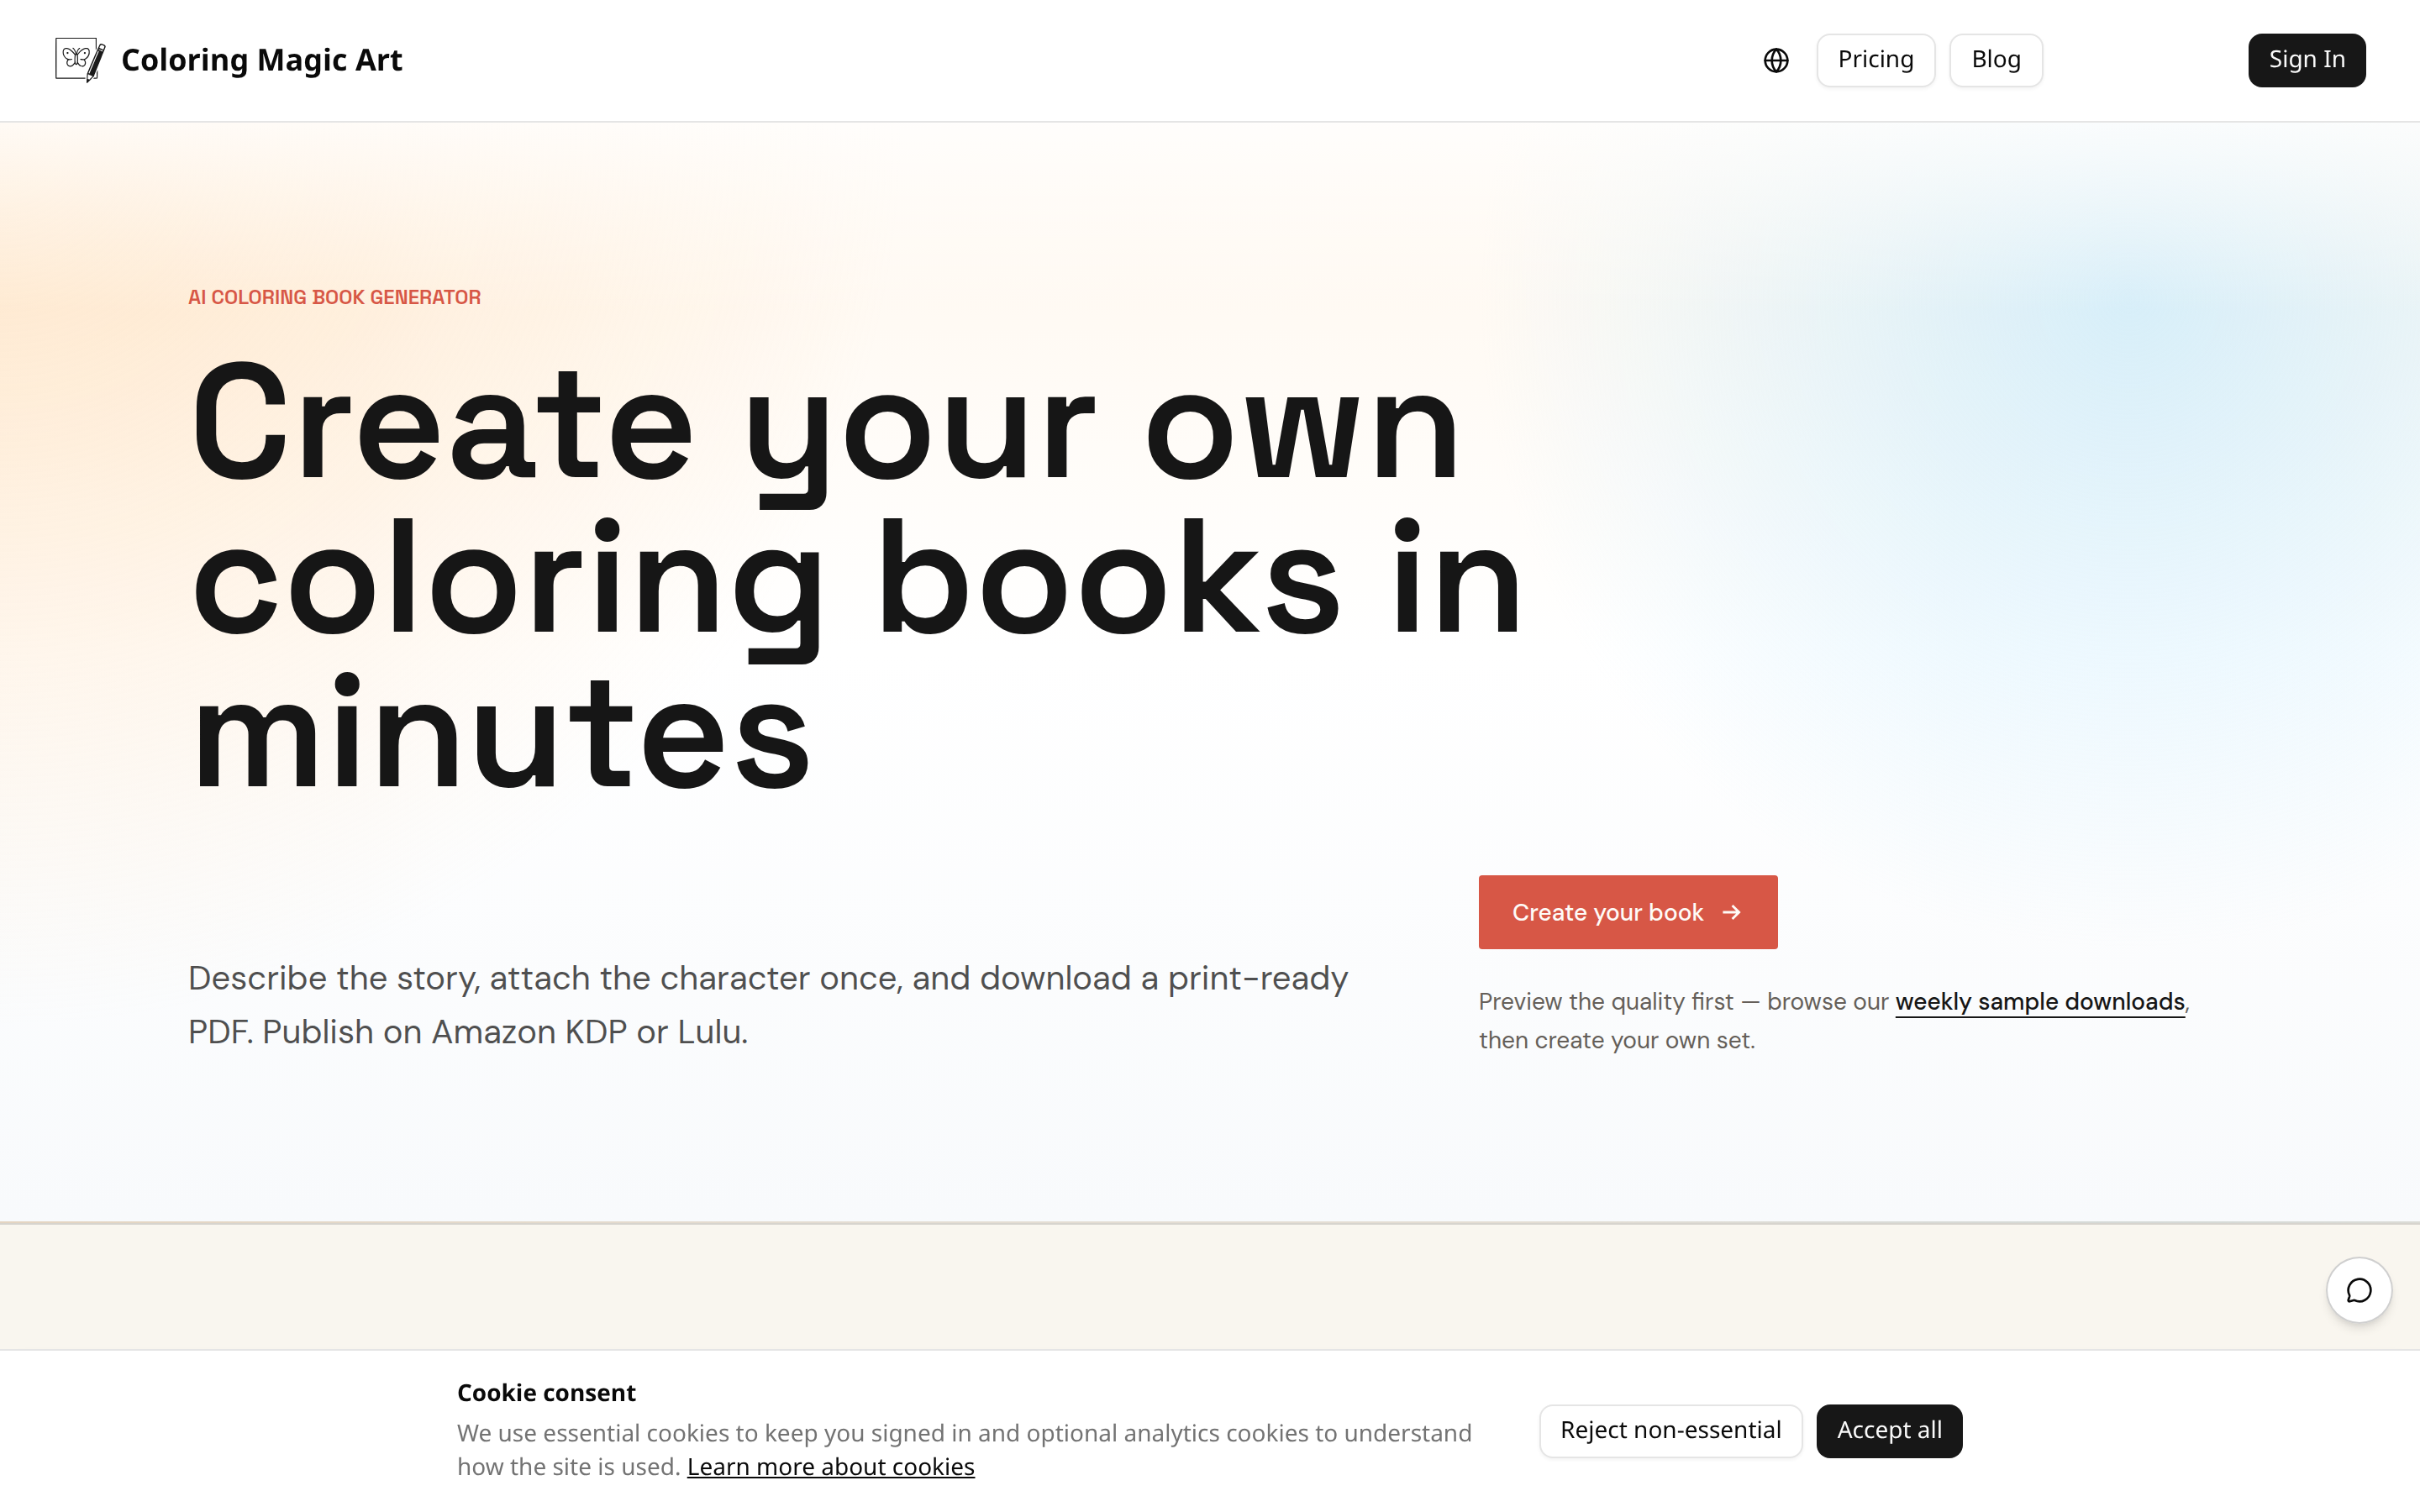 Coloring Magic Art
Pricing
Blog
Sign In
AI COLORING BOOK GENERATOR
Create your own
coloring books in
minutes
Describe the story, attach the character once, and download a print-ready
PDF. Publish on Amazon KDP or Lulu.
Create your book →
Preview the quality first — browse our weekly sample downloads,
then create your own set.
Cookie consent
We use essential cookies to keep you signed in and optional analytics cookies to understand
how the site is used. Learn more about cookies
Reject non-essential
Accept all